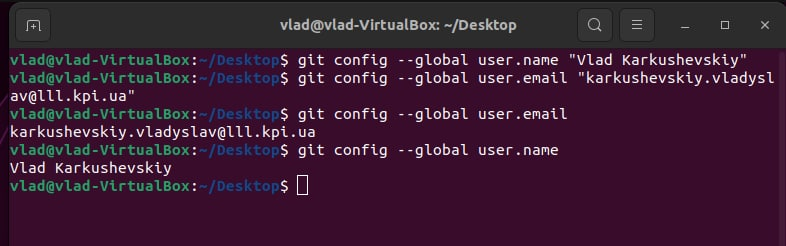 vlad@vlad-VirtualBox: ~/Desktop
vlad@vlad-VirtualBox:~/Desktop$ git config --global user.name "Vlad Karkushevskiy"
vlad@vlad-VirtualBox:~/Desktop$ git config --global user.email "karkushevskiy.vladysl
av@lll.kpi.ua"
vlad@vlad-VirtualBox:~/Desktop$ git config --global user.email
karkushevskiy.vladyslav@lll.kpi.ua
vlad@vlad-VirtualBox:~/Desktop$ git config --global user.name
Vlad Karkushevskiy
vlad@vlad-VirtualBox:~/Desktop$